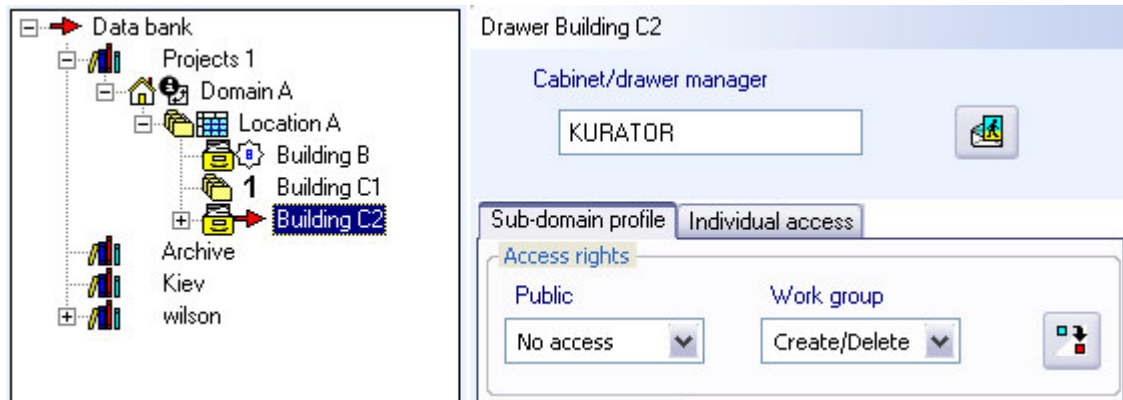 Data bank
Projects 1
Domain A
Location A
Building B
1 Building C1
Building C2
Archive
Kiev
wilson
Drawer Building C2
Cabinet/drawer manager
KURATOR
Sub-domain profile Individual access
Access rights
Public Work group
No access Create/Delete